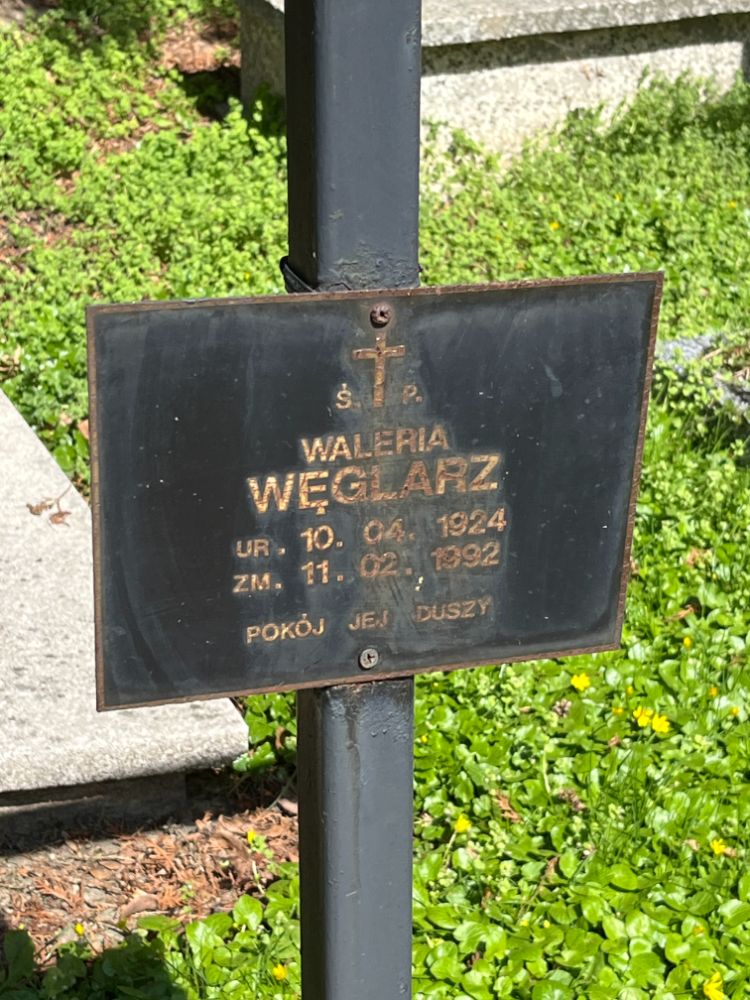 Ś. P.
WALERIA
WĘGLARZ
UR. 10. 04. 1924
ZM. 11. 02. 1992
POKÓJ JEJ DUSZY